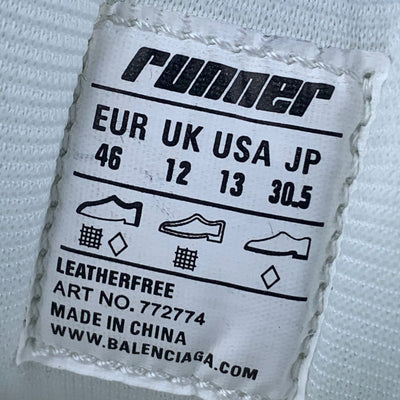 runner
EUR UK USA JP
46 12 13 30.5
LEATHERFREE
ART NO. 772774
MADE IN CHINA
WWW.BALENCIAGA.COM